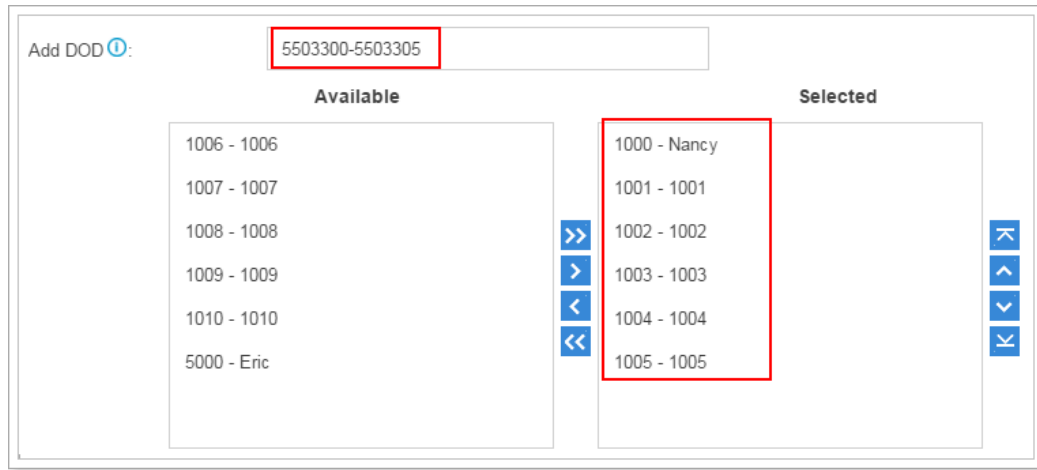 Add DOD :
5503300-5503305
Available
Selected
1006 - 1006
1007 - 1007
1008 - 1008
1009 - 1009
1010 - 1010
5000 - Eric
1000 - Nancy
1001 - 1001
1002 - 1002
1003 - 1003
1004 - 1004
1005 - 1005